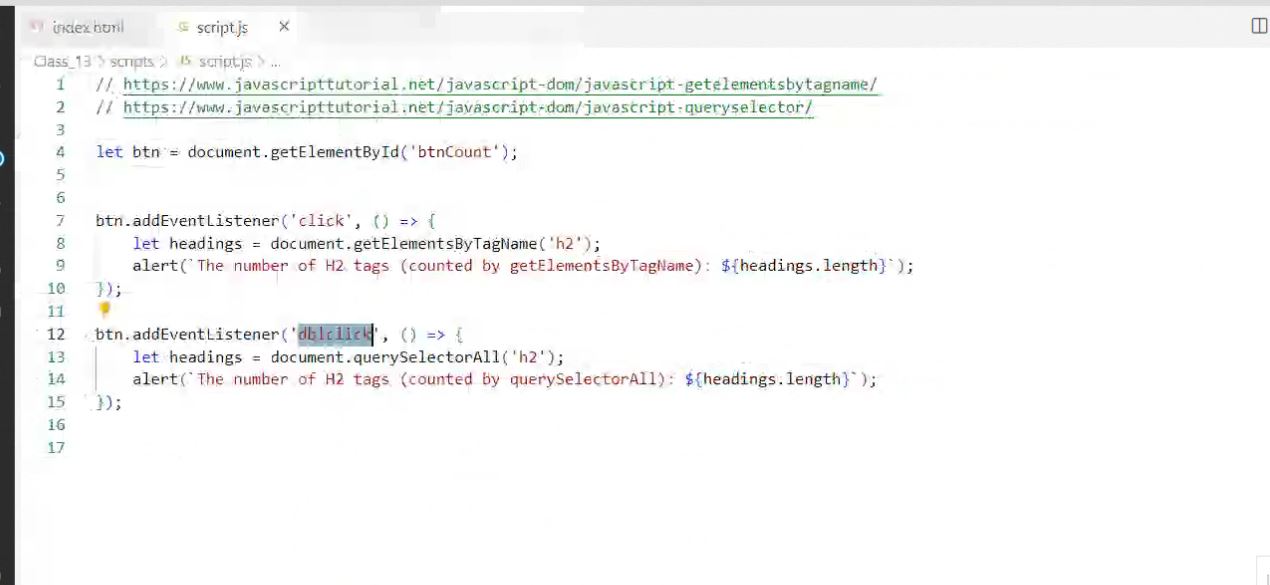 index.html
script.js
Class_13 > scripts > JS script.js > ...
1 // https://www.javascripttutorial.net/javascript-dom/javascript-getelementsbytagname/
2 // https://www.javascripttutorial.net/javascript-dom/javascript-queryselector/
3
4 let btn = document.getElementById('btnCount');
5
6
7 btn.addEventListener('click', () => {
8 let headings = document.getElementsByTagName('h2');
9 alert(`The number of H2 tags (counted by getElementsByTagName): ${headings.length}`);
10 });
11
12 btn.addEventListener('dblclick', () => {
13 let headings = document.querySelectorAll('h2');
14 alert(`The number of H2 tags (counted by querySelectorAll): ${headings.length}`);
15 });
16
17